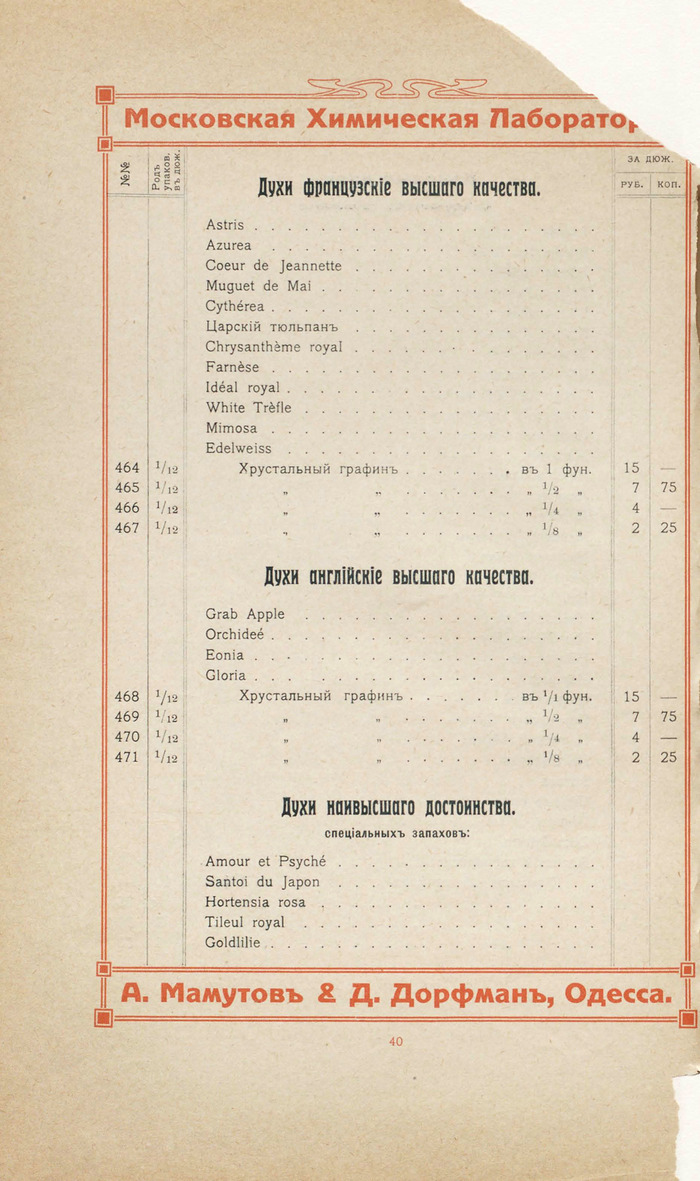 Московская Химическая Лаборатор
№№
Родъ упаков. въ дюж.
ЗА ДЮЖ.
РУБ. КОП.
Духи французскіе высшаго качества.
Astris
Azurea
Coeur de Jeannette
Muguet de Mai
Cythérea
Царскій тюльпанъ
Chrysanthème royal
Farnèse
Idéal royal
White Trèfle
Mimosa
Edelweiss
464 1/12 Хрустальный графинъ . . . . . . въ 1 фун. 15 —
465 1/12 „ „ . . . . . . „ 1/2 „ 7 75
466 1/12 „ „ . . . . . . „ 1/4 „ 4 —
467 1/12 „ „ . . . . . . „ 1/8 „ 2 25
Духи англійскіе высшаго качества.
Grab Apple
Orchideé
Eonia
Gloria
468 1/12 Хрустальный графинъ . . . . . . въ 1/1 фун. 15 —
469 1/12 „ „ . . . . . . „ 1/2 „ 7 75
470 1/12 „ „ . . . . . . „ 1/4 „ 4 —
471 1/12 „ „ . . . . . . „ 1/8 „ 2 25
Духи наивысшаго достоинства.
спеціальныхъ запаховъ:
Amour et Psyché
Santoi du Japon
Hortensia rosa
Tileul royal
Goldlilie
А. Мамутовъ & Д. Дорфманъ, Одесса.
40